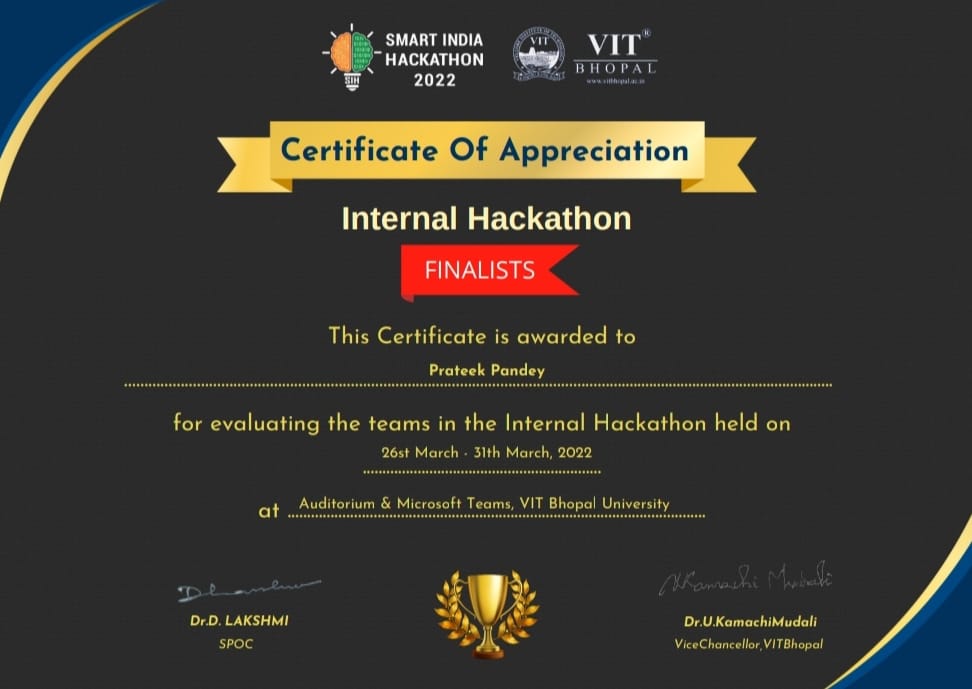 SMART INDIA
HACKATHON
2022
SIH
VIT
VIT®
BHOPAL
www.vitbhopal.ac.in
Certificate Of Appreciation
Internal Hackathon
FINALISTS
This Certificate is awarded to
Prateek Pandey
for evaluating the teams in the Internal Hackathon held on
26st March - 31th March, 2022
at Auditorium & Microsoft Teams, VIT Bhopal University
Dr.D. LAKSHMI
SPOC
Dr.U.KamachiMudali
ViceChancellor,VITBhopal